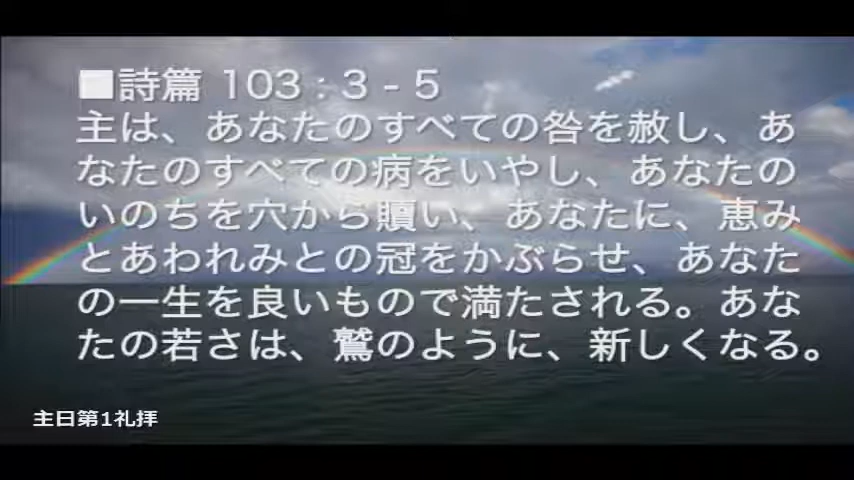 ■詩篇 103：3 - 5
主は、あなたのすべての咎を赦し、あ
なたのすべての病をいやし、あなたの
いのちを穴から贖い、あなたに、恵み
とあわれみとの冠をかぶらせ、あなた
の一生を良いもので満たされる。あな
たの若さは、鷲のように、新しくなる。
主日第1礼拝